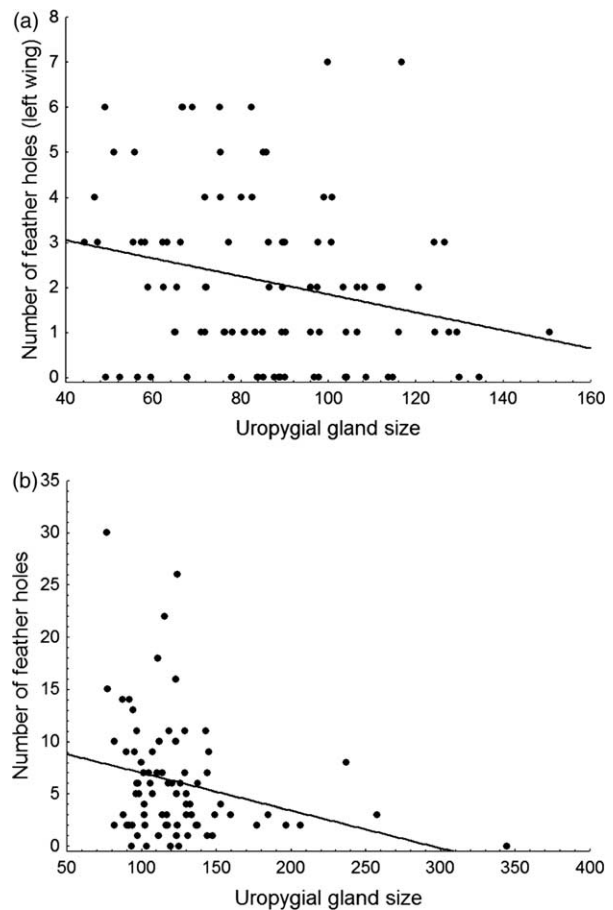 (a)
Number of feather holes (left wing)
8
7
6
5
4
3
2
1
0
40 60 80 100 120 140 160
Uropygial gland size
(b)
Number of feather holes
35
30
25
20
15
10
5
0
50 100 150 200 250 300 350 400
Uropygial gland size